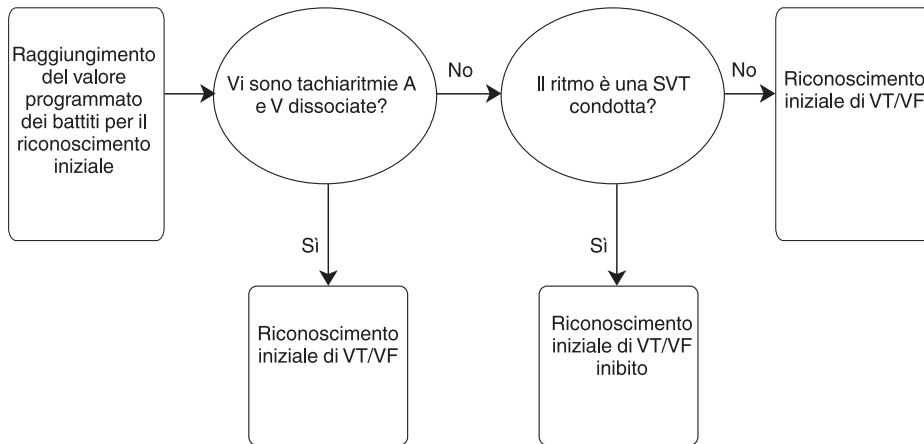 Raggiungimento
del valore
programmato
dei battiti per il
riconoscimento
iniziale
Vi sono tachiaritmie A
e V dissociate?
No
Il ritmo è una SVT
condotta?
No
Riconoscimento
iniziale di VT/VF
Sì
Sì
Riconoscimento
iniziale di VT/VF
Riconoscimento
iniziale di VT/VF
inibito